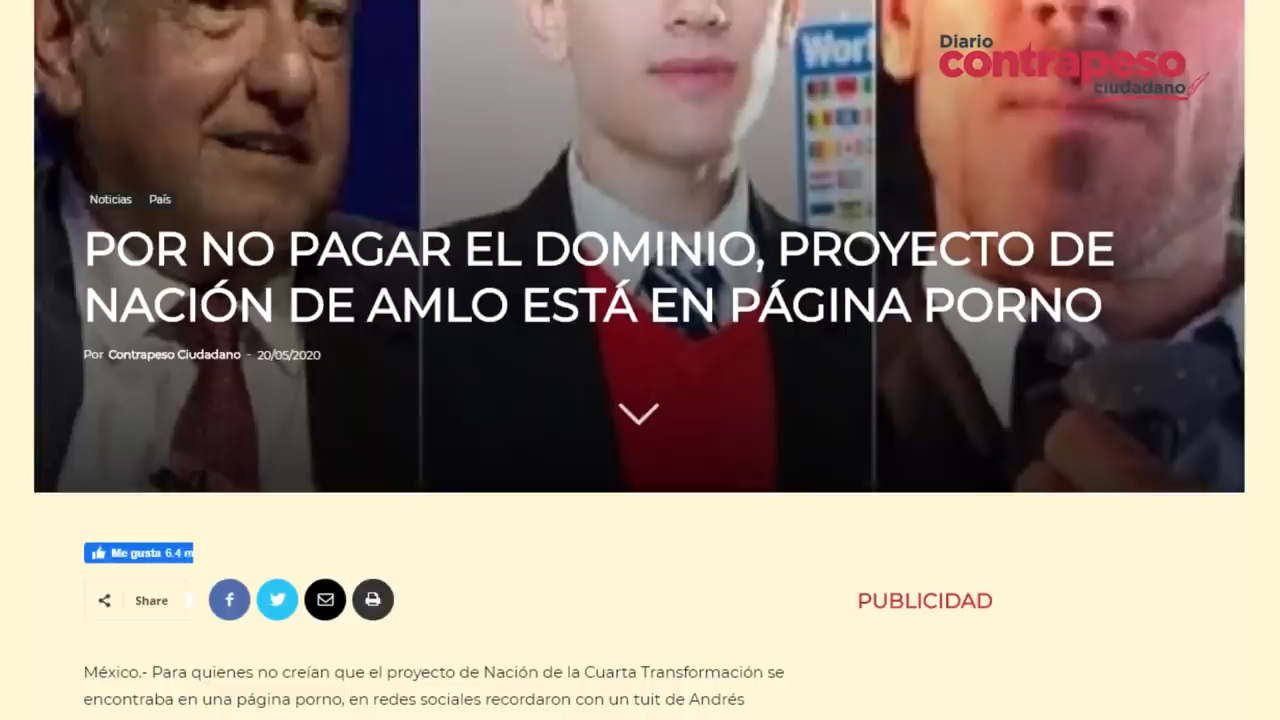 Worl
Diario
contrapeso
ciudadano
Noticias País
POR NO PAGAR EL DOMINIO, PROYECTO DE
NACIÓN DE AMLO ESTÁ EN PÁGINA PORNO
Por Contrapeso Ciudadano - 20/05/2020
Me gusta 6.4 m
Share
PUBLICIDAD
México.- Para quienes no creían que el proyecto de Nación de la Cuarta Transformación se
encontraba en una página porno, en redes sociales recordaron con un tuit de Andrés